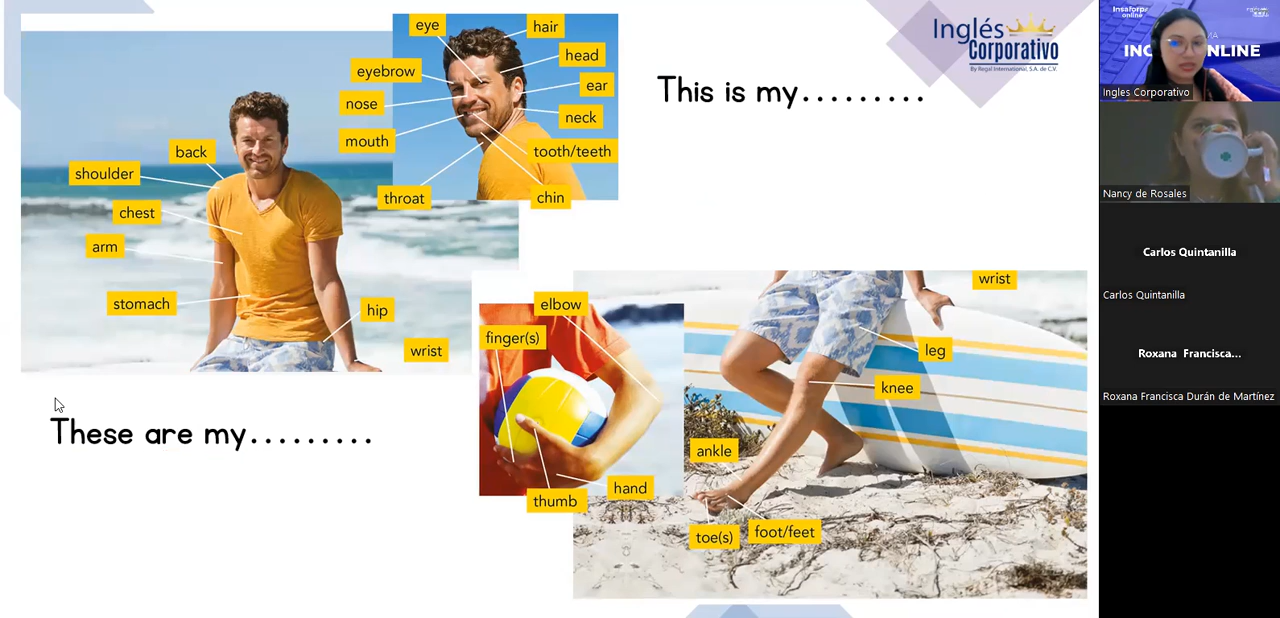 eye
hair
head
eyebrow
ear
nose
neck
mouth
tooth/teeth
throat
chin
back
shoulder
chest
arm
stomach
hip
wrist
This is my.........
Inglés
Corporativo
By Regal International, S.A. de C.V.
These are my.........
elbow
finger(s)
thumb
hand
wrist
leg
knee
ankle
toe(s)
foot/feet
Insaforp
online
NLINE
Ingles Corporativo
Nancy de Rosales
Carlos Quintanilla
Carlos Quintanilla
Roxana Francisca...
Roxana Francisca Durán de Martínez